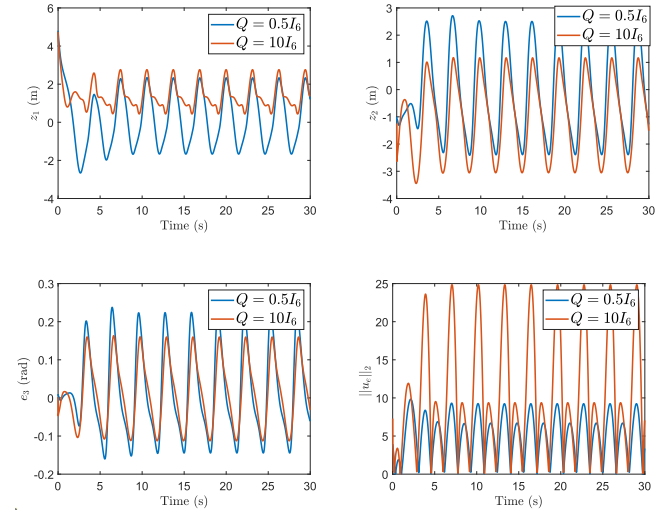 6
4
2
0
-2
-4
z₁ (m)
0 5 10 15 20 25 30
Time (s)
Q = 0.5I₆
Q = 10I₆
3
2
1
0
-1
-2
-3
-4
z₂ (m)
0 5 10 15 20 25 30
Time (s)
Q = 0.5I₆
Q = 10I₆
0.3
0.2
0.1
0
-0.1
-0.2
e₃ (rad)
0 5 10 15 20 25 30
Time (s)
Q = 0.5I₆
Q = 10I₆
25
20
15
10
5
0
||u_c||₂
0 5 10 15 20 25 30
Time (s)
Q = 0.5I₆
Q = 10I₆